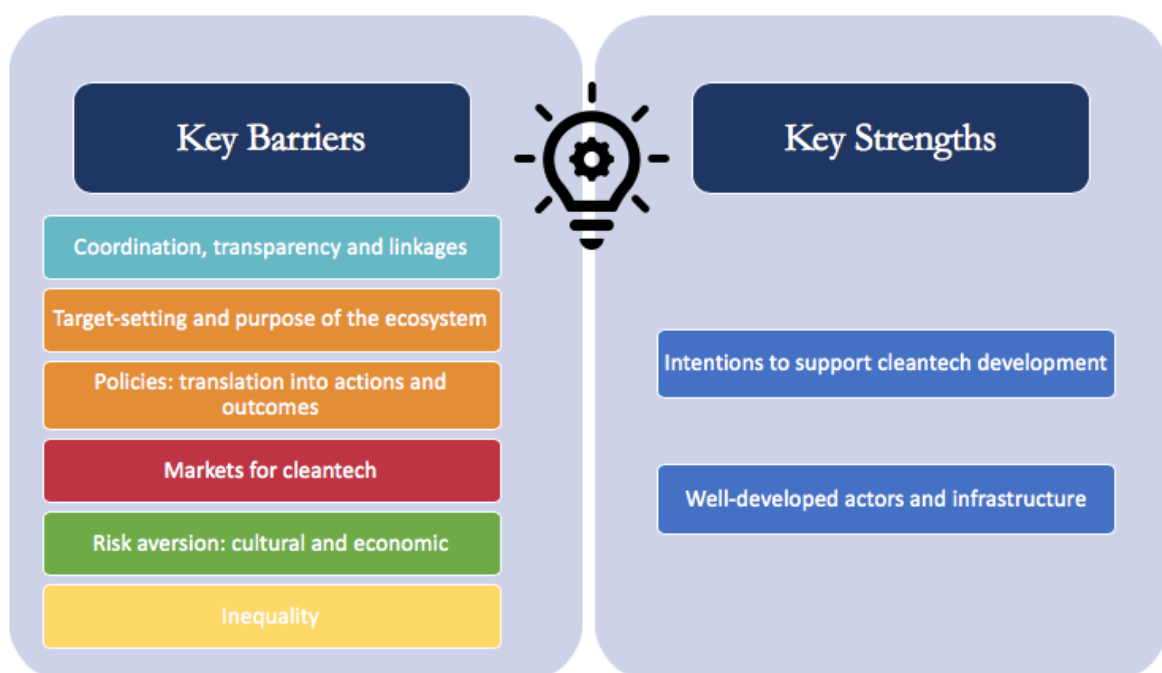 Key Barriers
Coordination, transparency and linkages
Target-setting and purpose of the ecosystem
Policies: translation into actions and
outcomes
Markets for cleantech
Risk aversion: cultural and economic
Inequality
Key Strengths
Intentions to support cleantech development
Well-developed actors and infrastructure